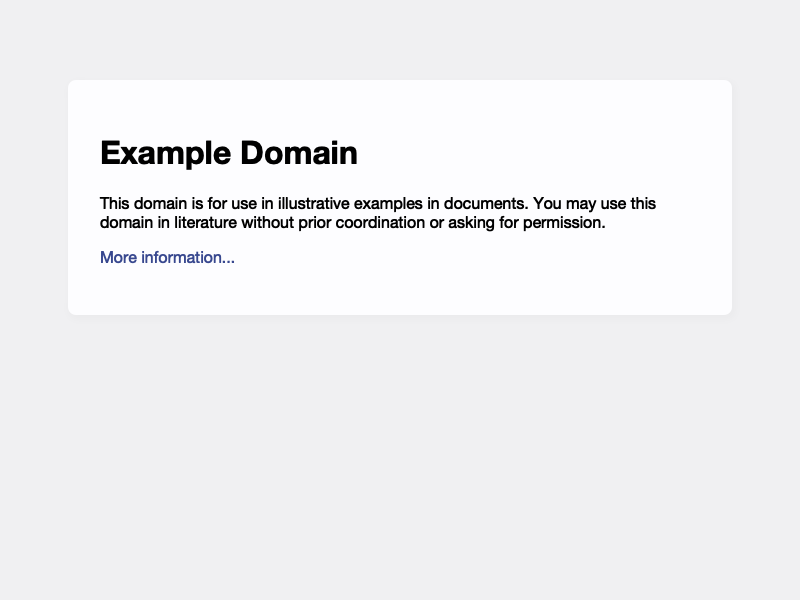 Example Domain
This domain is for use in illustrative examples in documents. You may use this
domain in literature without prior coordination or asking for permission.
More information...